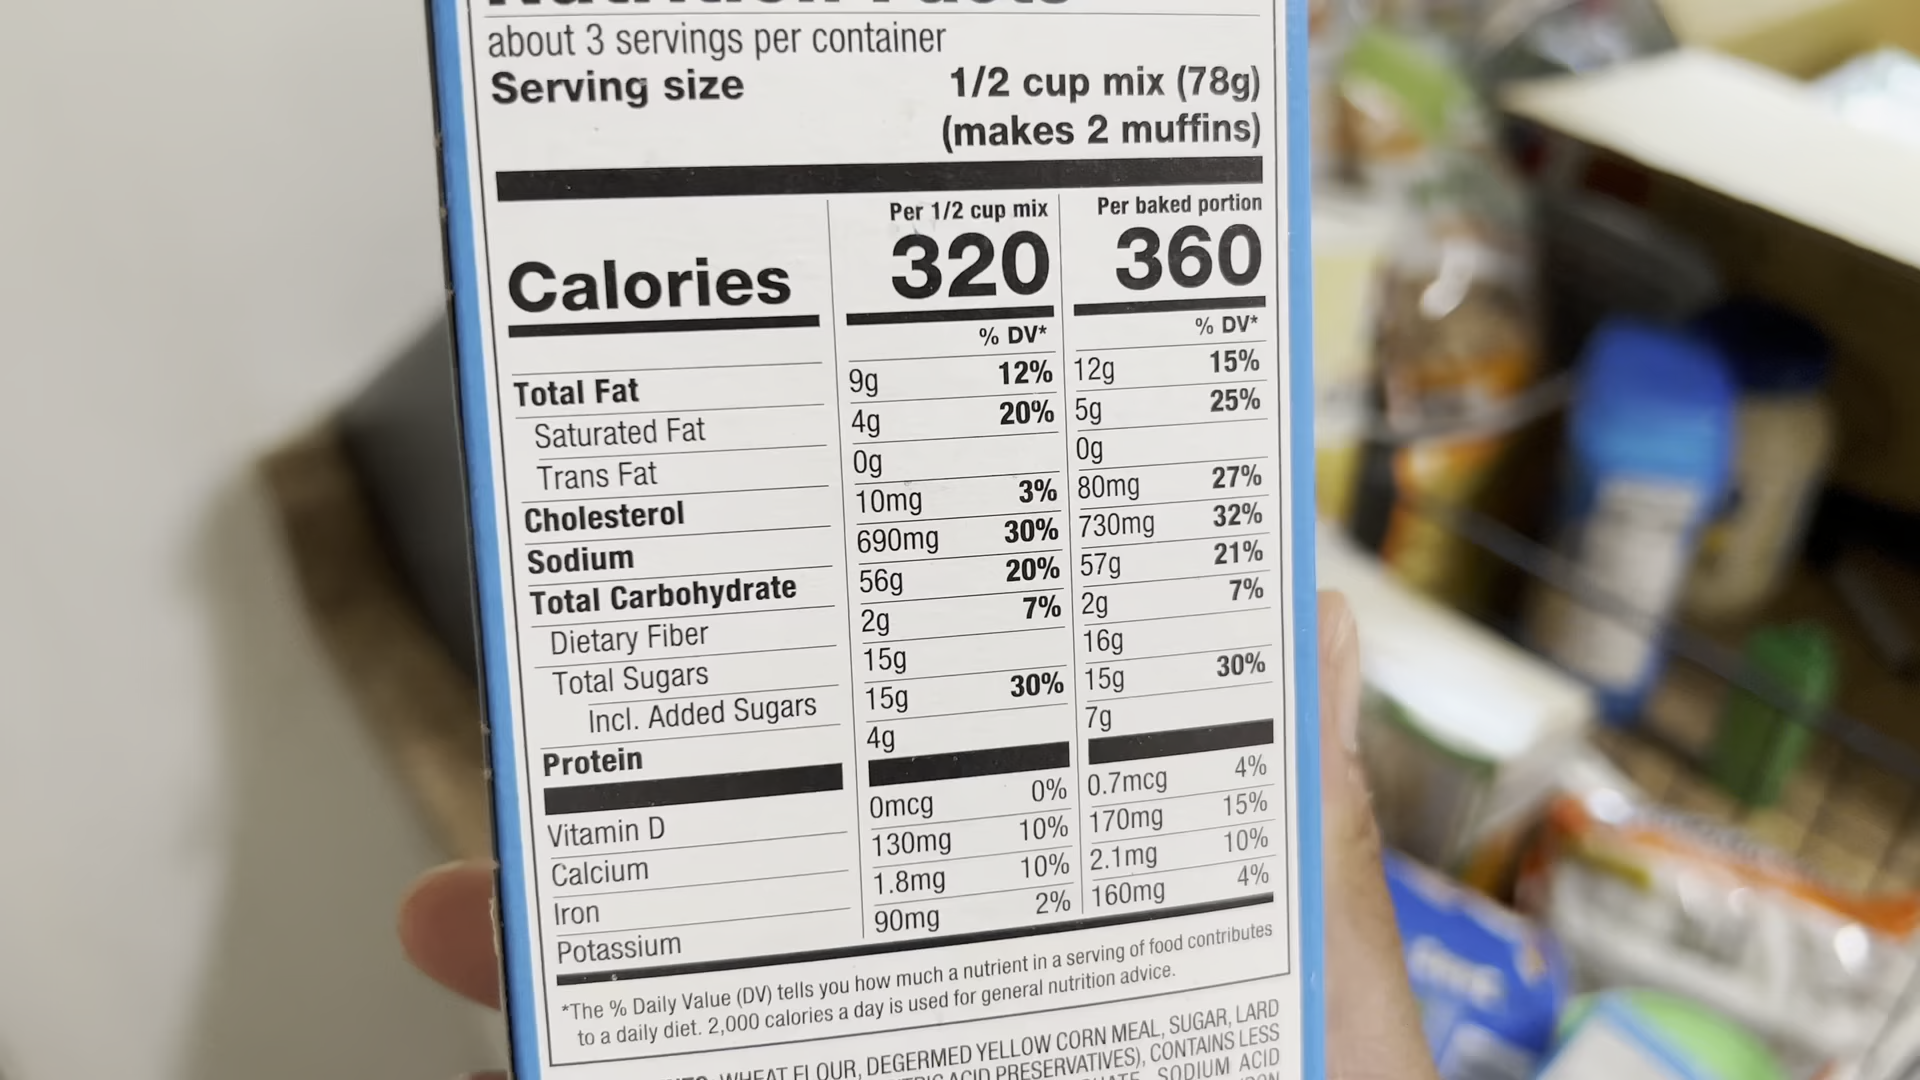 Nutrition Facts
about 3 servings per container
Serving size 1/2 cup mix (78g)
(makes 2 muffins)
Per 1/2 cup mix Per baked portion
Calories 320 360
% DV* % DV*
Total Fat 9g 12% 12g 15%
Saturated Fat 4g 20% 5g 25%
Trans Fat 0g 0g
Cholesterol 10mg 3% 80mg 27%
Sodium 690mg 30% 730mg 32%
Total Carbohydrate 56g 20% 57g 21%
Dietary Fiber 2g 7% 2g 7%
Total Sugars 15g 16g
Incl. Added Sugars 15g 30% 15g 30%
Protein 4g 7g
Vitamin D 0mcg 0% 0.7mcg 4%
Calcium 130mg 10% 170mg 15%
Iron 1.8mg 10% 2.1mg 10%
Potassium 90mg 2% 160mg 4%
*The % Daily Value (DV) tells you how much a nutrient in a serving of food contributes
to a daily diet. 2,000 calories a day is used for general nutrition advice.
WHEAT FLOUR, DEGERMED YELLOW CORN MEAL, SUGAR, LARD
ACID PRESERVATIVES), CONTAINS LESS
SODIUM ACID